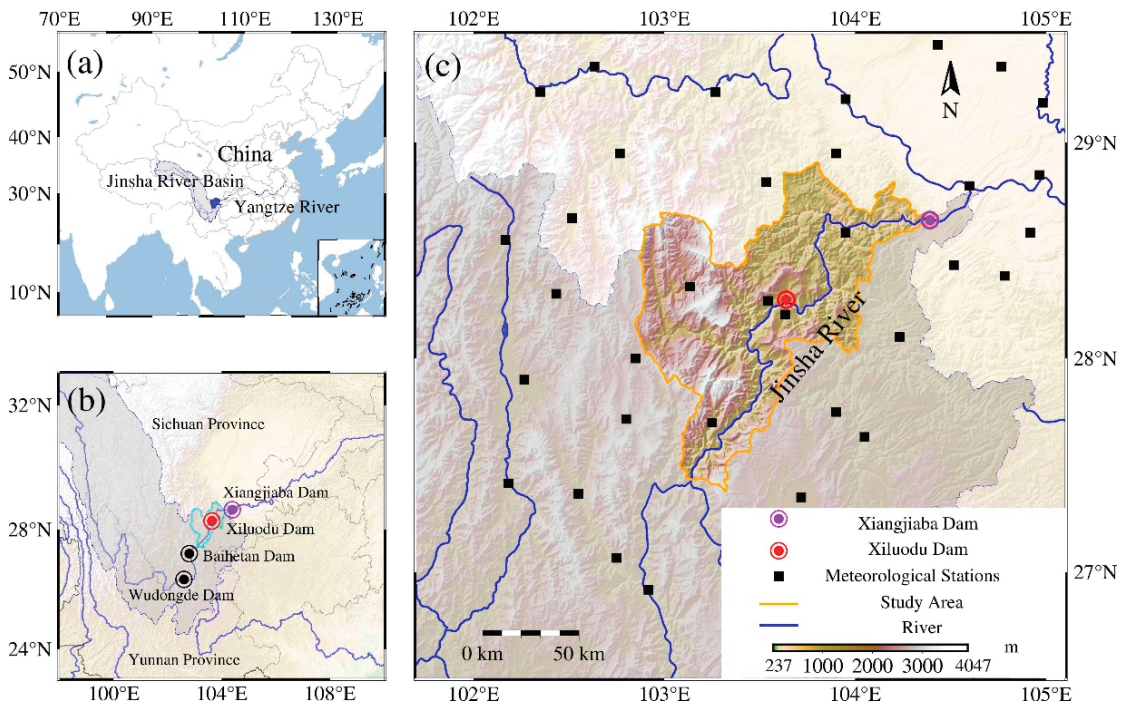 70°E 90°E 110°E 130°E
50°N
40°N
30°N
10°N
(a)
China
Jinsha River Basin
Yangtze River
32°N
28°N
24°N
(b)
Sichuan Province
Xiangjiaba Dam
Xiluodu Dam
Baihetan Dam
Wudongde Dam
Yunnan Province
100°E 104°E 108°E
102°E 103°E 104°E 105°E
(c)
N
29°N
28°N
27°N
Jinsha River
0 km 50 km
Xiangjiaba Dam
Xiluodu Dam
Meteorological Stations
Study Area
River
m
237 1000 2000 3000 4047
102°E 103°E 104°E 105°E